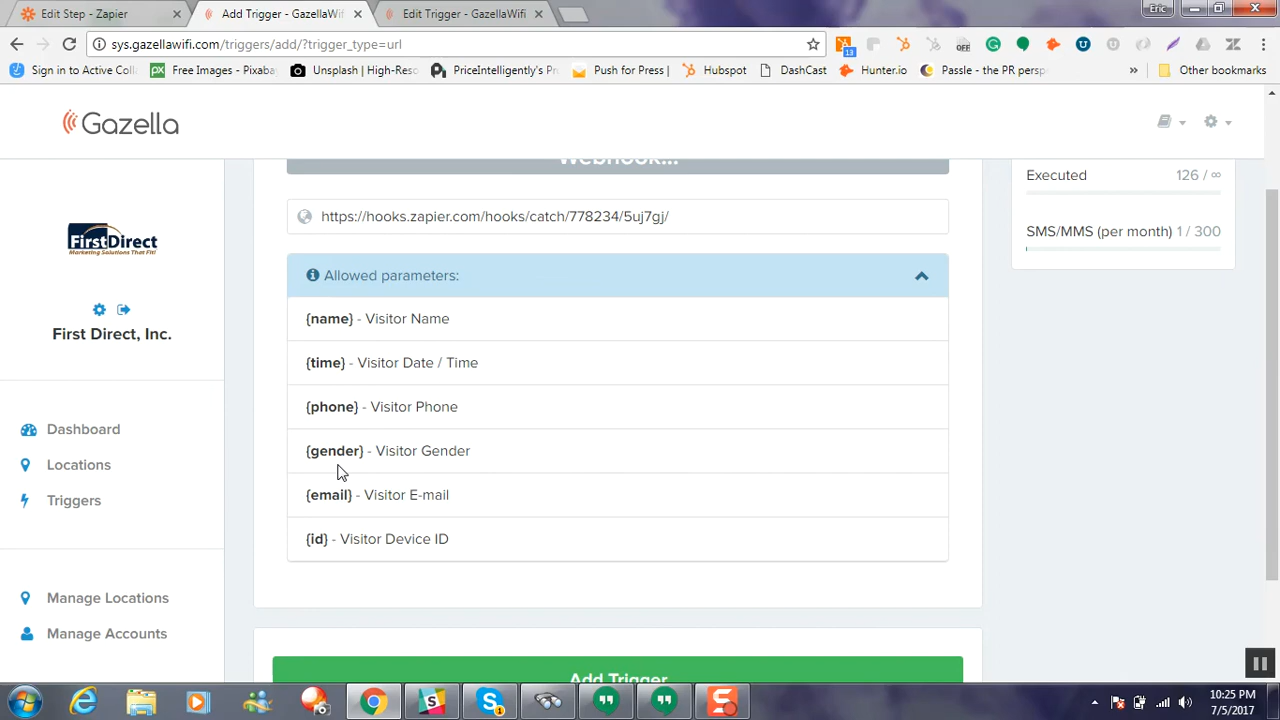 Edit Step - Zapier
Add Trigger - GazellaWifi
Edit Trigger - GazellaWifi
Eric
sys.gazellawifi.com/triggers/add/?trigger_type=url
13
OFF
Sign in to Active Coll
Free Images - Pixaba
Unsplash | High-Reso
PriceIntelligently's Pr
Push for Press |
Hubspot
DashCast
Hunter.io
Passle - the PR persp
»
Other bookmarks
Gazella
Webhook...
Executed 126 / ∞
https://hooks.zapier.com/hooks/catch/778234/5uj7gj/
SMS/MMS (per month) 1 / 300
FirstDirect
Marketing Solutions That Fit!
First Direct, Inc.
Allowed parameters:
{name} - Visitor Name
{time} - Visitor Date / Time
{phone} - Visitor Phone
{gender} - Visitor Gender
{email} - Visitor E-mail
{id} - Visitor Device ID
Dashboard
Locations
Triggers
Manage Locations
Manage Accounts
Add Trigger
10:25 PM
7/5/2017